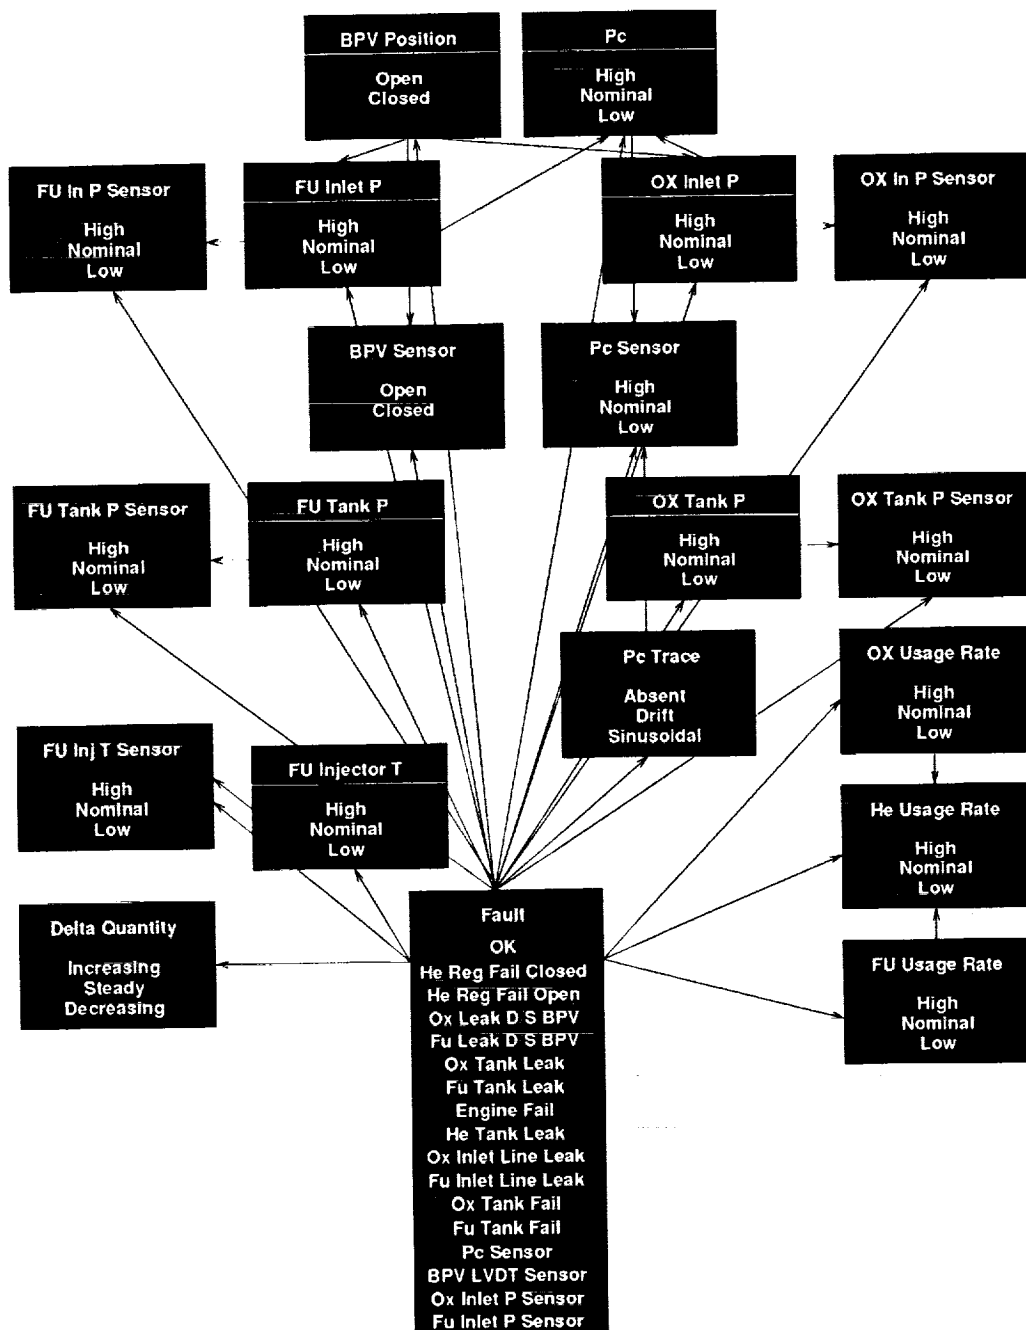 BPV Position
Open
Closed
Pc
High
Nominal
Low
FU In P Sensor
High
Nominal
Low
FU Inlet P
High
Nominal
Low
OX Inlet P
High
Nominal
Low
OX In P Sensor
High
Nominal
Low
BPV Sensor
Open
Closed
Pc Sensor
High
Nominal
Low
FU Tank P Sensor
High
Nominal
Low
FU Tank P
High
Nominal
Low
OX Tank P
High
Nominal
Low
OX Tank P Sensor
High
Nominal
Low
Pc Trace
Absent
Drift
Sinusoidal
OX Usage Rate
High
Nominal
Low
FU Inj T Sensor
High
Nominal
Low
FU Injector T
High
Nominal
Low
He Usage Rate
High
Nominal
Low
Delta Quantity
Increasing
Steady
Decreasing
Fault
OK
He Reg Fail Closed
He Reg Fail Open
Ox Leak D S BPV
Fu Leak D S BPV
Ox Tank Leak
Fu Tank Leak
Engine Fail
He Tank Leak
Ox Inlet Line Leak
Fu Inlet Line Leak
Ox Tank Fail
Fu Tank Fail
Pc Sensor
BPV LVDT Sensor
Ox Inlet P Sensor
Fu Inlet P Sensor
FU Usage Rate
High
Nominal
Low